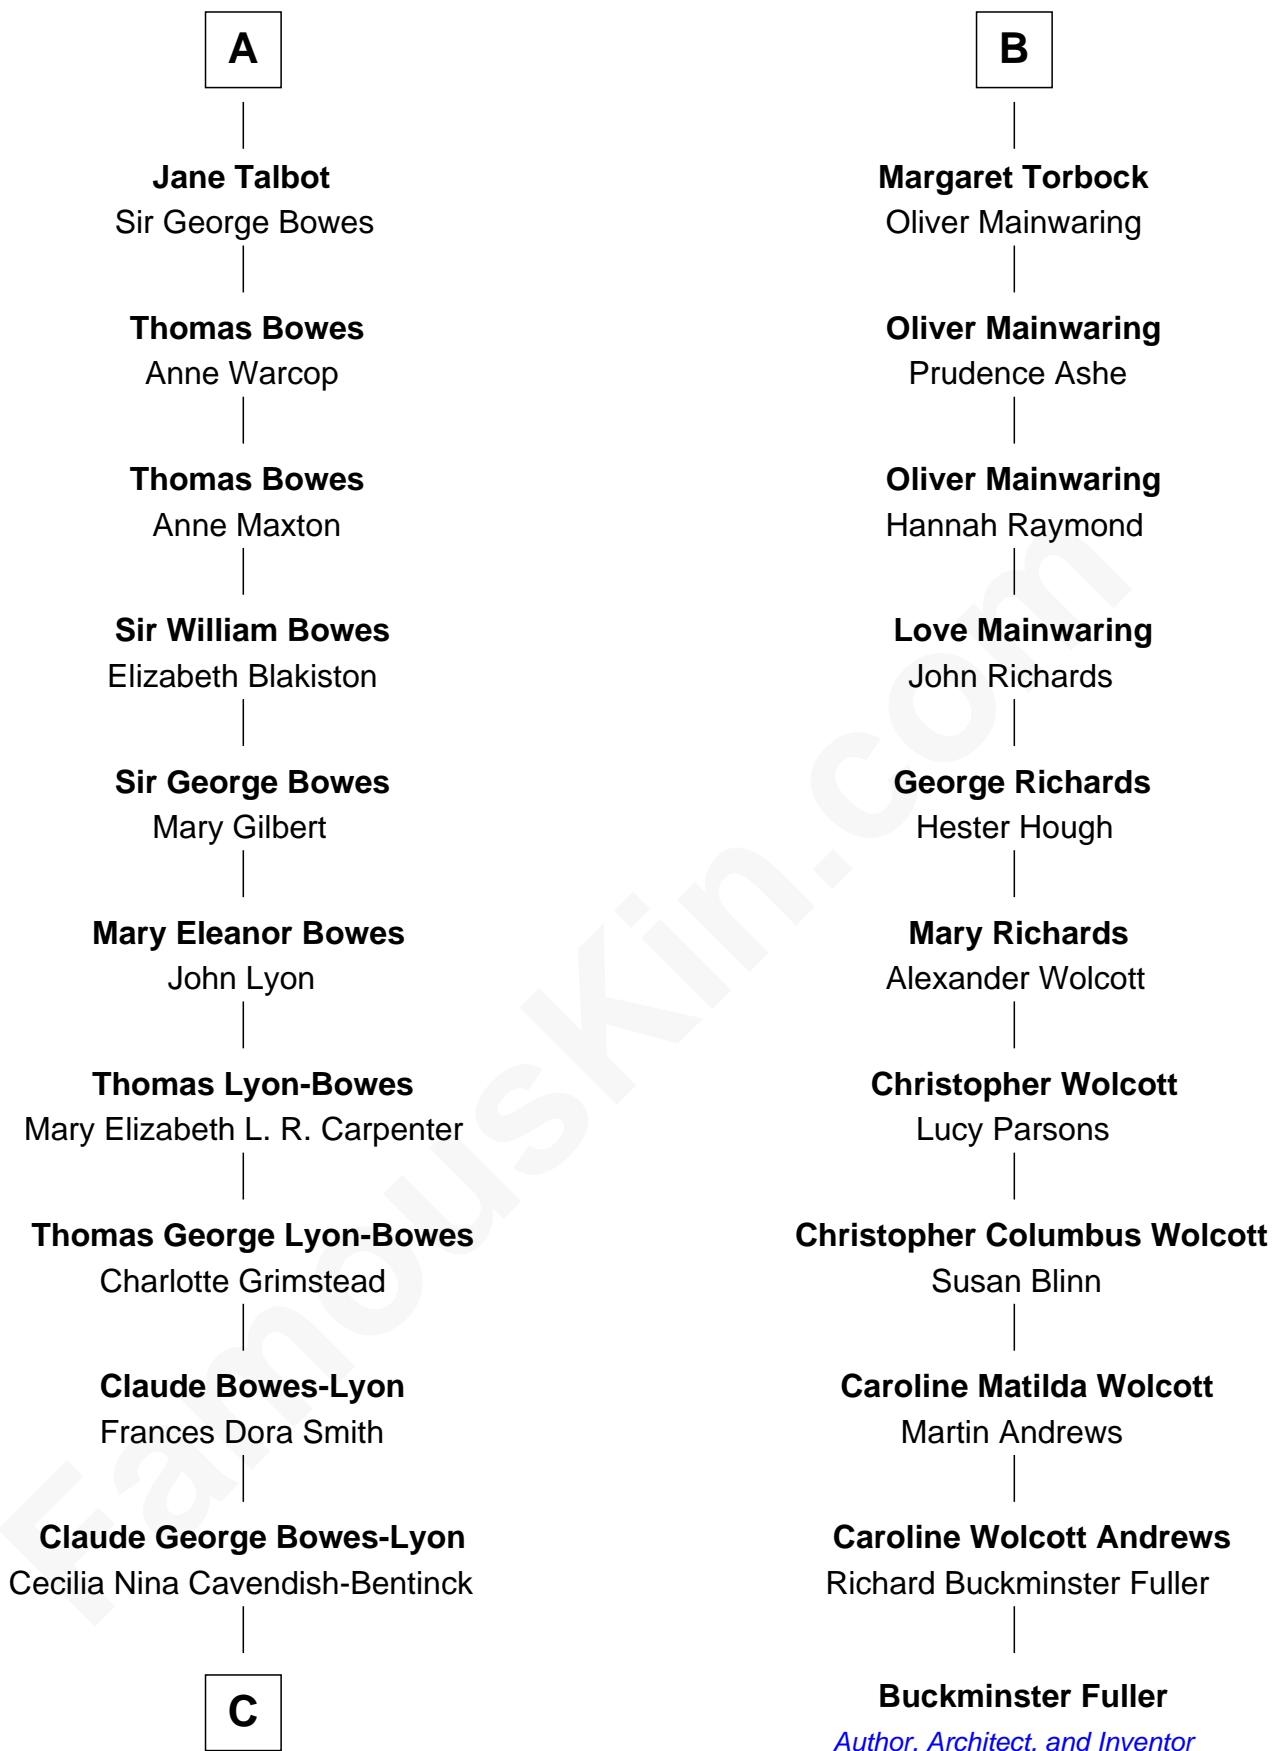 A
Jane Talbot
Sir George Bowes
Thomas Bowes
Anne Warcop
Thomas Bowes
Anne Maxton
Sir William Bowes
Elizabeth Blakiston
Sir George Bowes
Mary Gilbert
Mary Eleanor Bowes
John Lyon
Thomas Lyon-Bowes
Mary Elizabeth L. R. Carpenter
Thomas George Lyon-Bowes
Charlotte Grimstead
Claude Bowes-Lyon
Frances Dora Smith
Claude George Bowes-Lyon
Cecilia Nina Cavendish-Bentinck
C
B
Margaret Torbock
Oliver Mainwaring
Oliver Mainwaring
Prudence Ashe
Oliver Mainwaring
Hannah Raymond
Love Mainwaring
John Richards
George Richards
Hester Hough
Mary Richards
Alexander Wolcott
Christopher Wolcott
Lucy Parsons
Christopher Columbus Wolcott
Susan Blinn
Caroline Matilda Wolcott
Martin Andrews
Caroline Wolcott Andrews
Richard Buckminster Fuller
Buckminster Fuller
Author, Architect, and Inventor
FamousKin.com